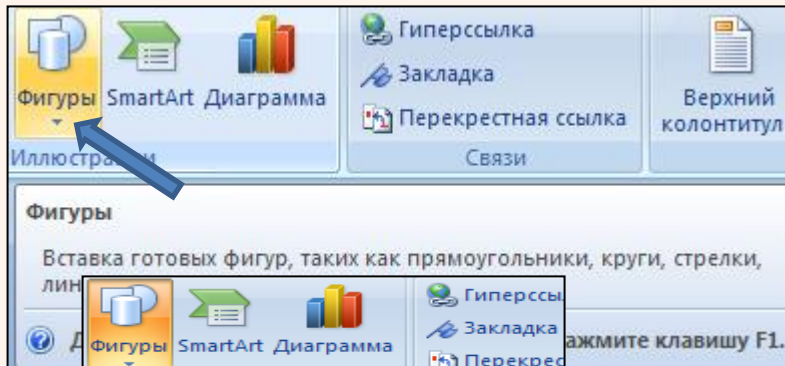 Гиперссылка
Закладка
Фигуры SmartArt Диаграмма
Перекрестная ссылка
Верхний
колонтитул
Связи
Фигуры
Вставка готовых фигур, таких как прямоугольники, круги, стрелки,
Закладка
ажмите клавишу F1.
Фигуры SmartArt Диаграмма